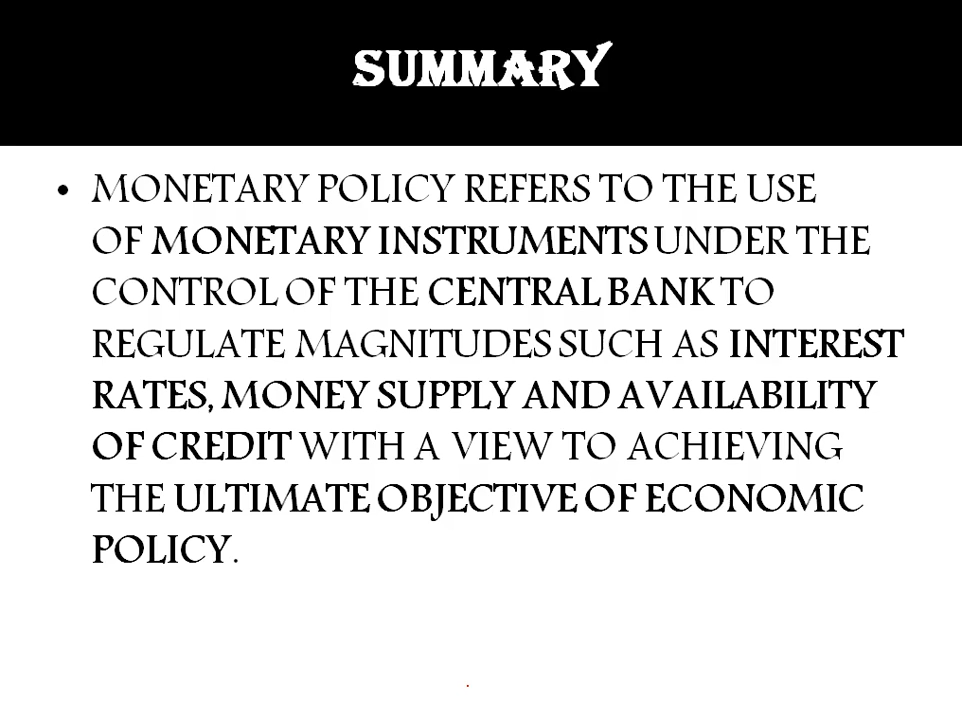 SUMMARY
• MONETARY POLICY REFERS TO THE USE
OF MONETARY INSTRUMENTS UNDER THE
CONTROL OF THE CENTRAL BANK TO
REGULATE MAGNITUDES SUCH AS INTEREST
RATES, MONEY SUPPLY AND AVAILABILITY
OF CREDIT WITH A VIEW TO ACHIEVING
THE ULTIMATE OBJECTIVE OF ECONOMIC
POLICY.
.